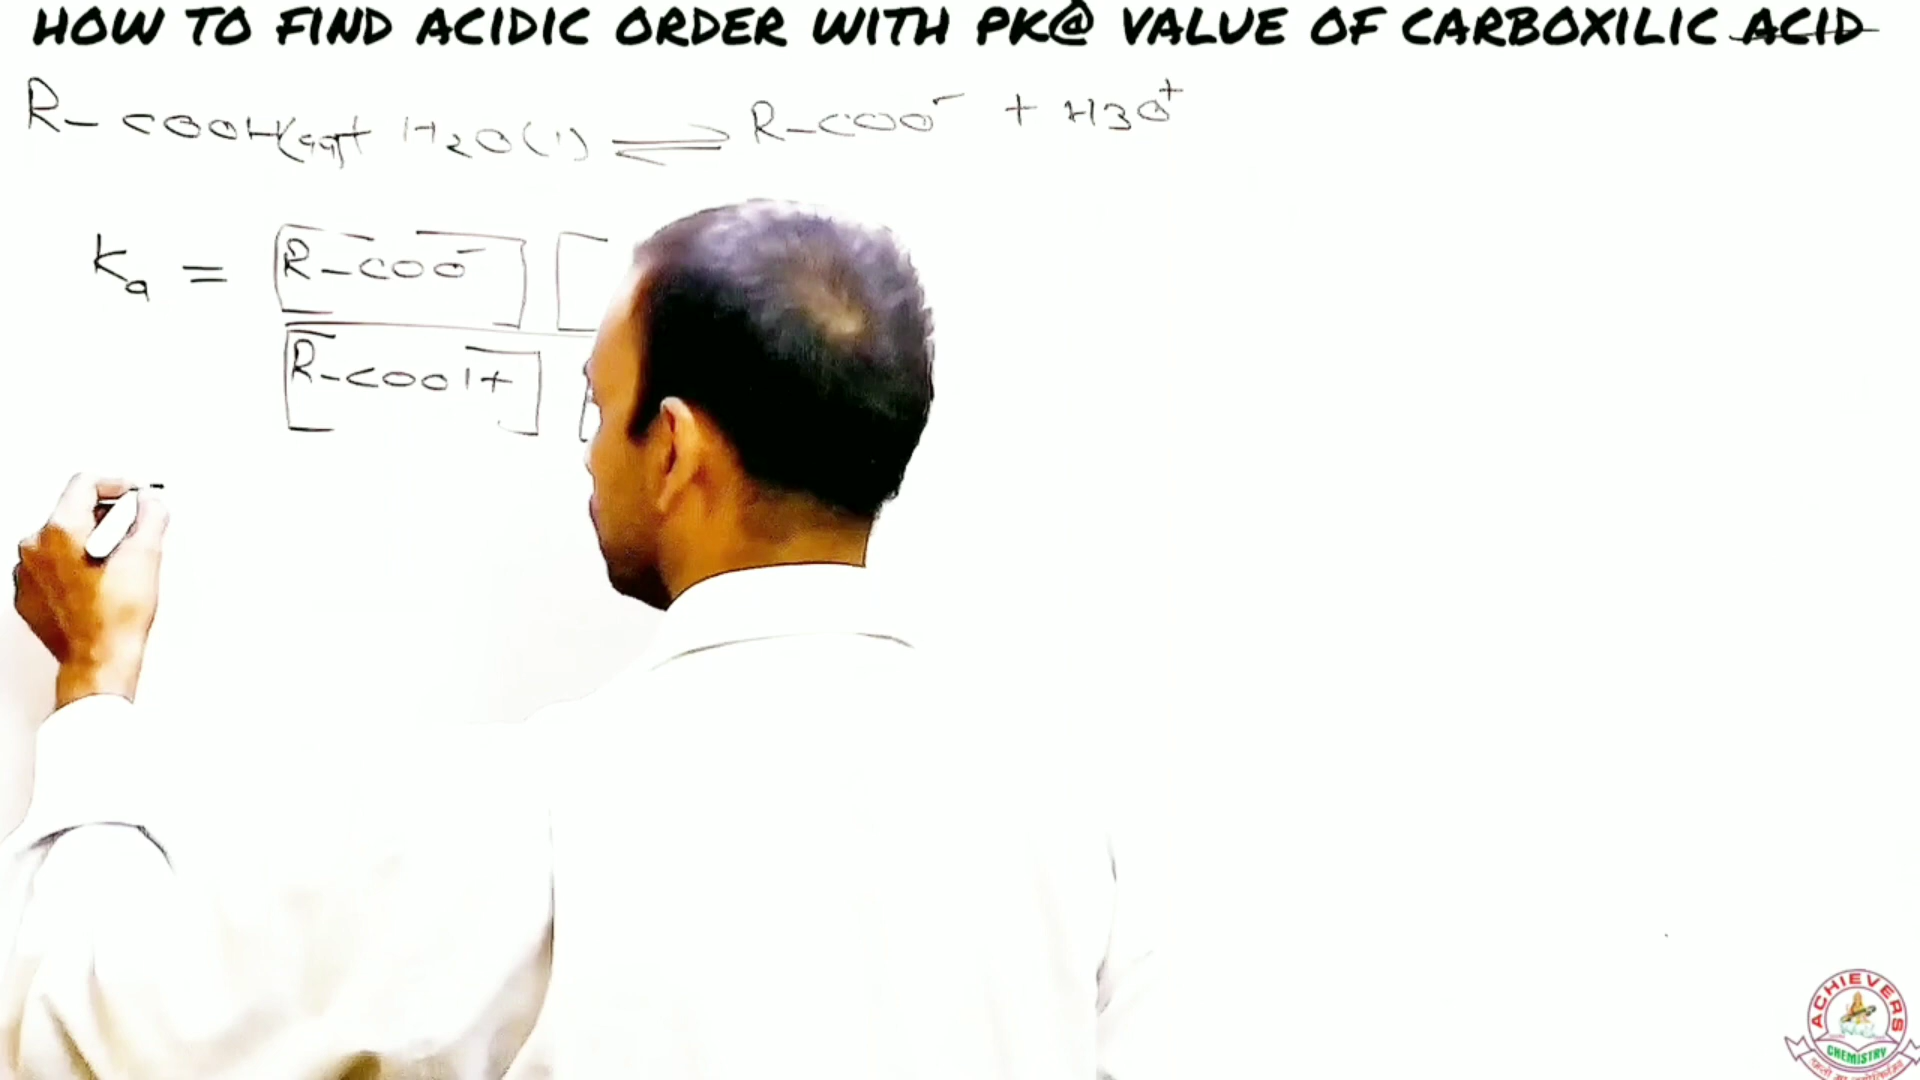 HOW TO FIND ACIDIC ORDER WITH PK@ VALUE OF CARBOXILIC ACID
R-COOH(aq) + H2O(l) ⇌ R-COO⁻ + H3O⁺
Ka = [R-COO⁻] [
[R-COOH]
ACHIEVERS
CHEMISTRY